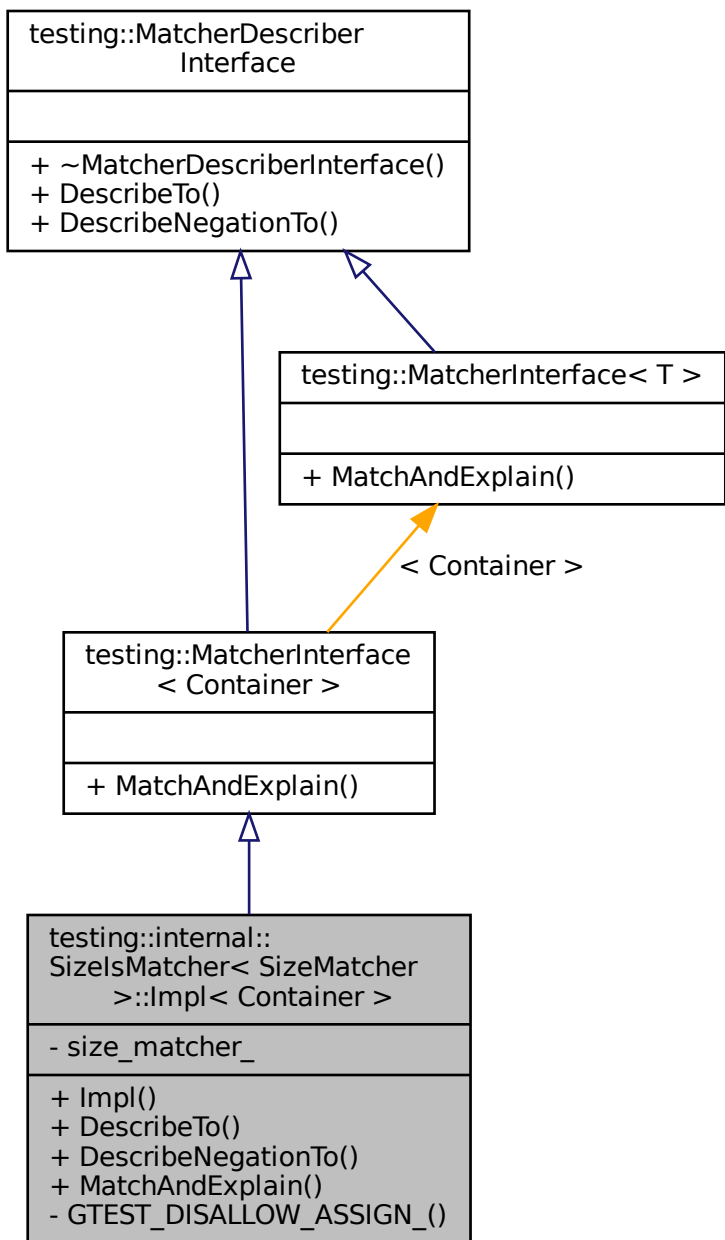 testing::MatcherDescriber
Interface
+ ~MatcherDescriberInterface()
+ DescribeTo()
+ DescribeNegationTo()
testing::MatcherInterface< T >
+ MatchAndExplain()
< Container >
testing::MatcherInterface
< Container >
+ MatchAndExplain()
testing::internal::
SizeIsMatcher< SizeMatcher
>::Impl< Container >
- size_matcher_
+ Impl()
+ DescribeTo()
+ DescribeNegationTo()
+ MatchAndExplain()
- GTEST_DISALLOW_ASSIGN_()